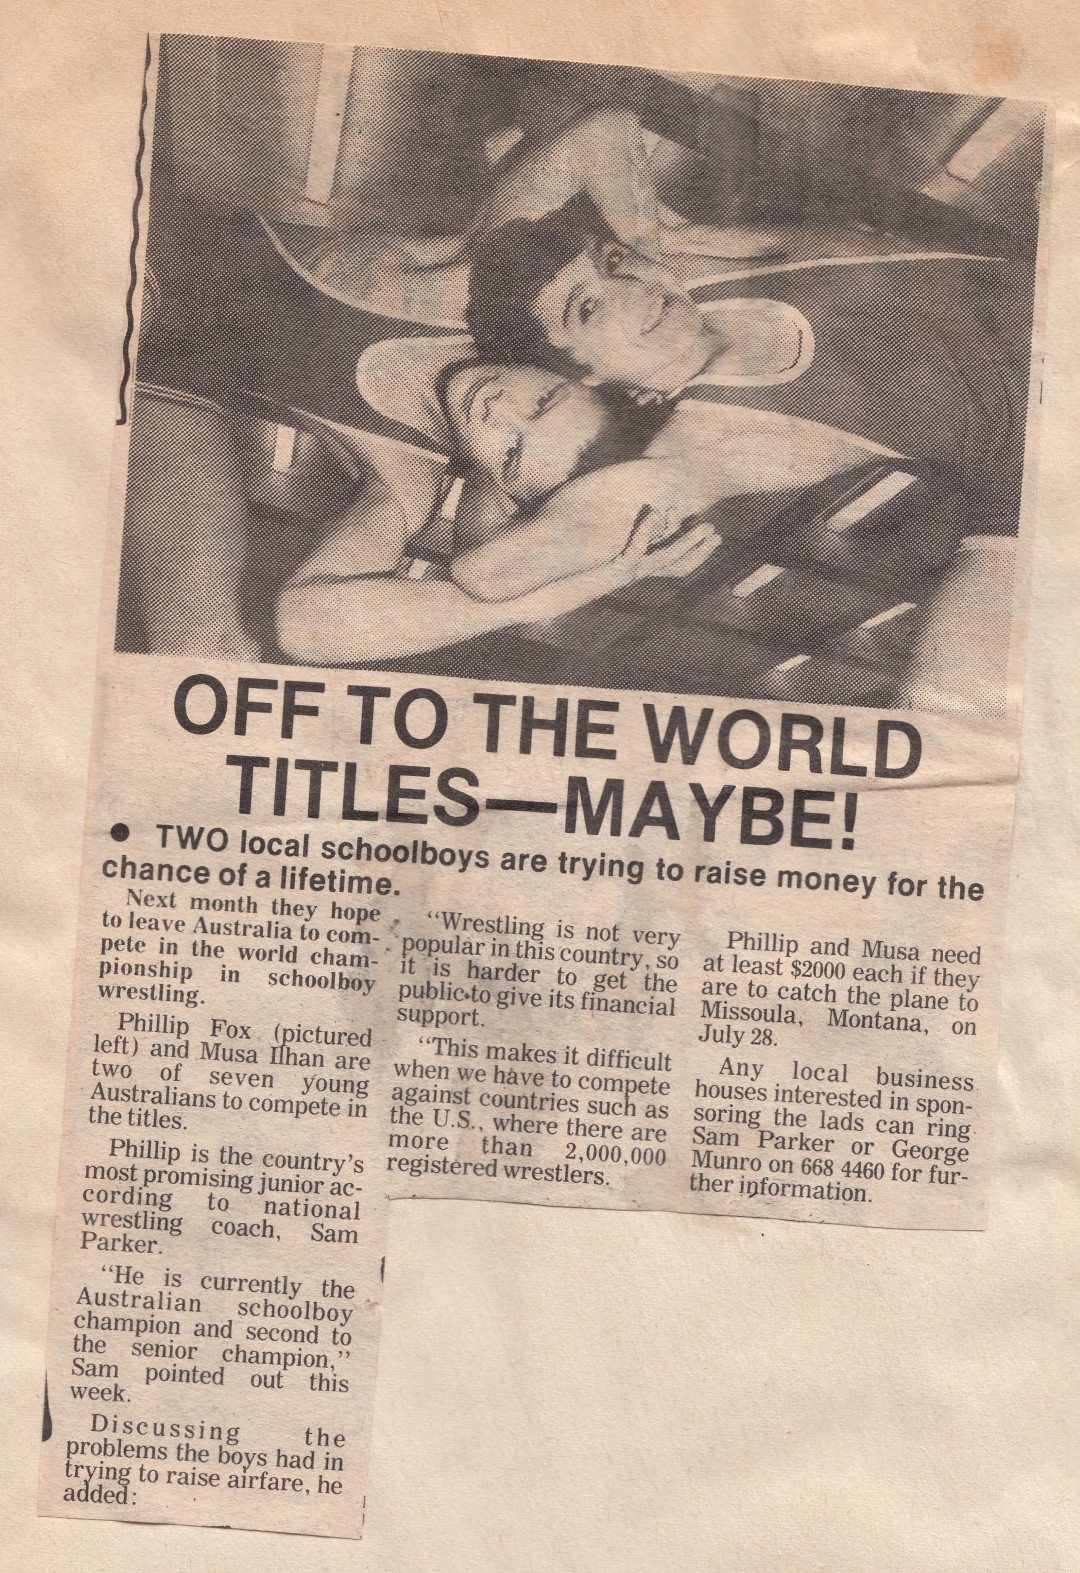 OFF TO THE WORLD
TITLES—MAYBE!
● TWO local schoolboys are trying to raise money for the
chance of a lifetime.
Next month they hope
to leave Australia to com-
pete in the world cham-
pionship in schoolboy
wrestling.
Phillip Fox (pictured
left) and Musa Ilhan are
two of seven young
Australians to compete in
the titles.
Phillip is the country's
most promising junior ac-
cording to national
wrestling coach, Sam
Parker.
"He is currently the
Australian schoolboy
champion and second to
the senior champion,"
Sam pointed out this
week.
Discussing the
problems the boys had in
trying to raise airfare, he
added:
"Wrestling is not very
popular in this country, so
it is harder to get the
public to give its financial
support.
"This makes it difficult
when we have to compete
against countries such as
the U.S., where there are
more than 2,000,000
registered wrestlers.
Phillip and Musa need
at least $2000 each if they
are to catch the plane to
Missoula, Montana, on
July 28.
Any local business
houses interested in spon-
soring the lads can ring
Sam Parker or George
Munro on 668 4460 for fur-
ther information.